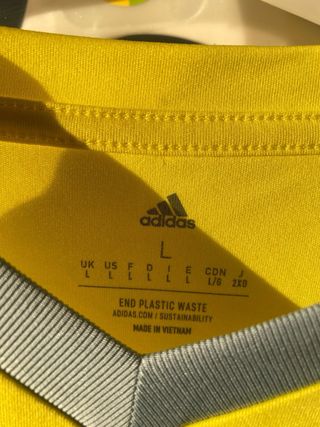 adidas
L
UK US F D I E CDN J
L L L L L L L/G 2XO
END PLASTIC WASTE
ADIDAS.COM / SUSTAINABILITY
MADE IN VIETNAM